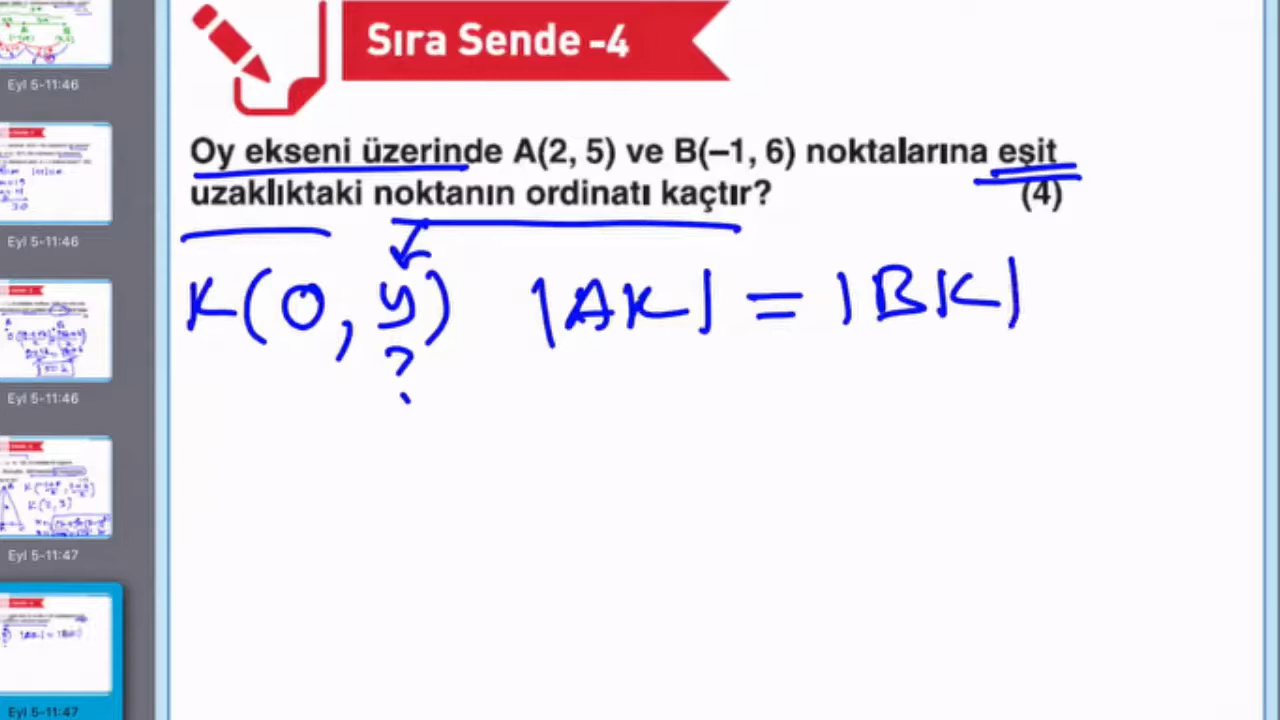 Eyl 5-11:46
Eyl 5-11:46
Eyl 5-11:46
Eyl 5-11:47
Eyl 5-11:47
Sıra Sende -4
Oy ekseni üzerinde A(2, 5) ve B(–1, 6) noktalarına eşit
uzaklıktaki noktanın ordinatı kaçtır? (4)
K(0, y) |AK| = |BK|
?